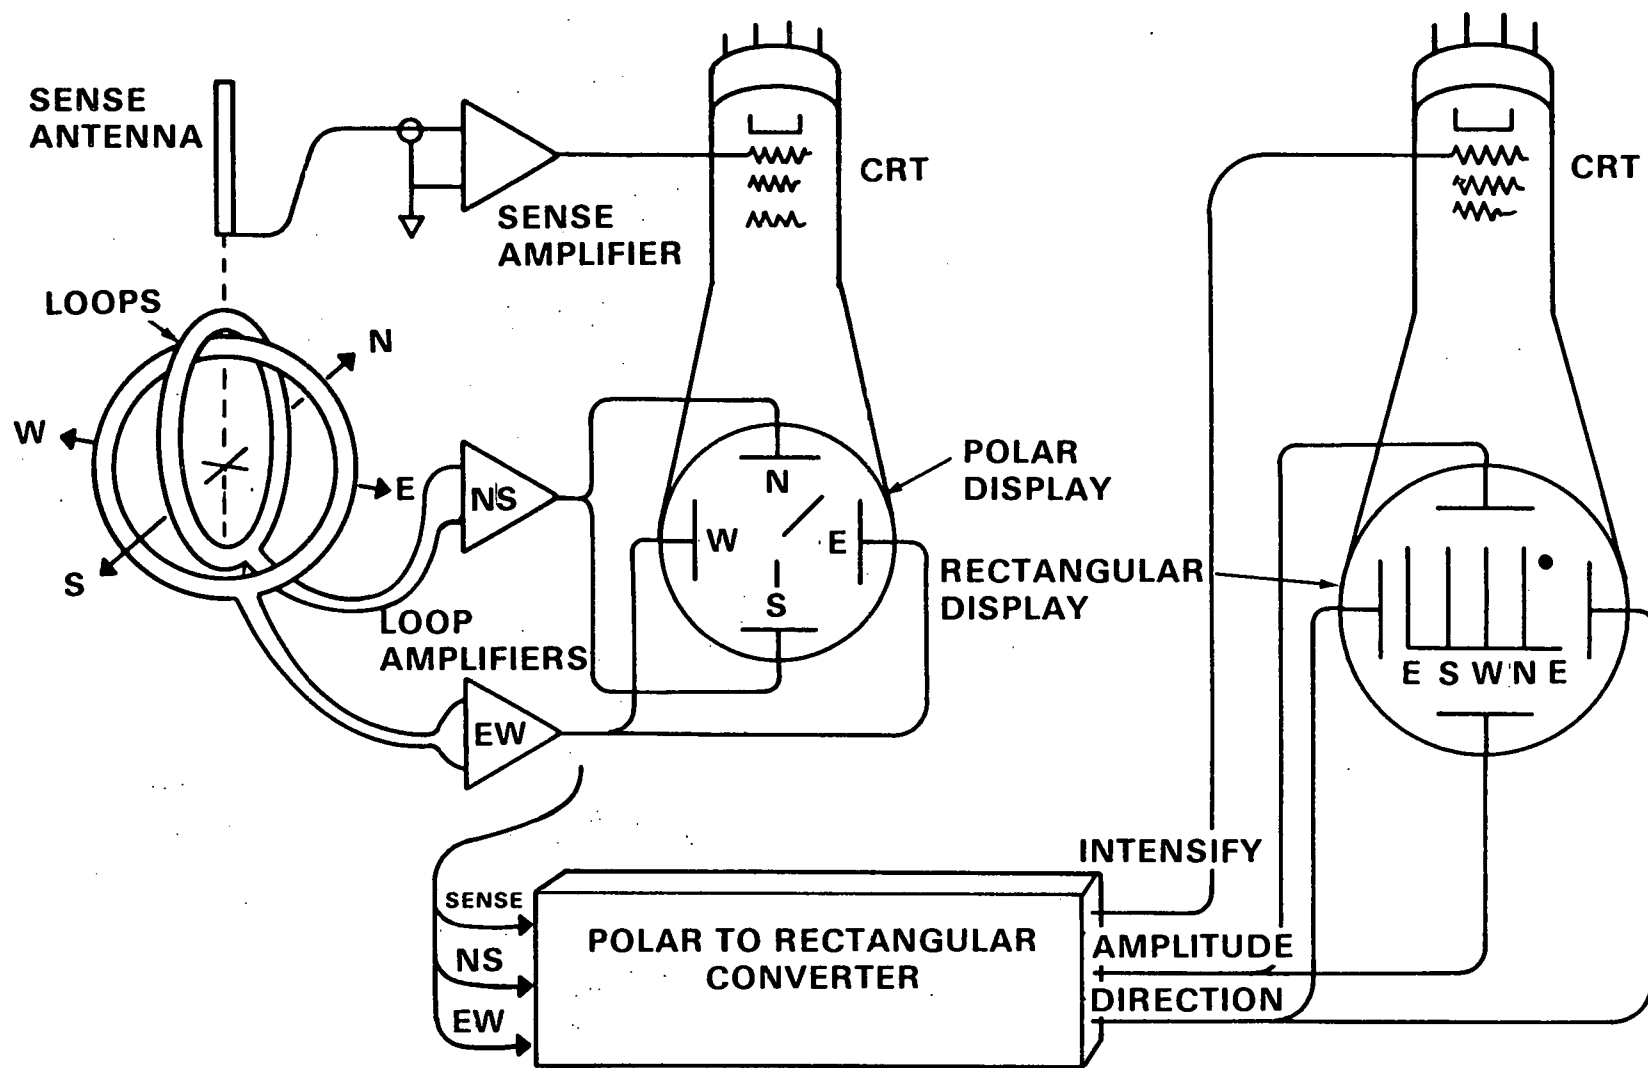 SENSE
ANTENNA
SENSE
AMPLIFIER
CRT
CRT
LOOPS
N
W
E
S
NS
LOOP
AMPLIFIERS
EW
N
W
E
S
POLAR
DISPLAY
RECTANGULAR
DISPLAY
E S W N E
INTENSIFY
SENSE
NS
EW
POLAR TO RECTANGULAR
CONVERTER
AMPLITUDE
DIRECTION